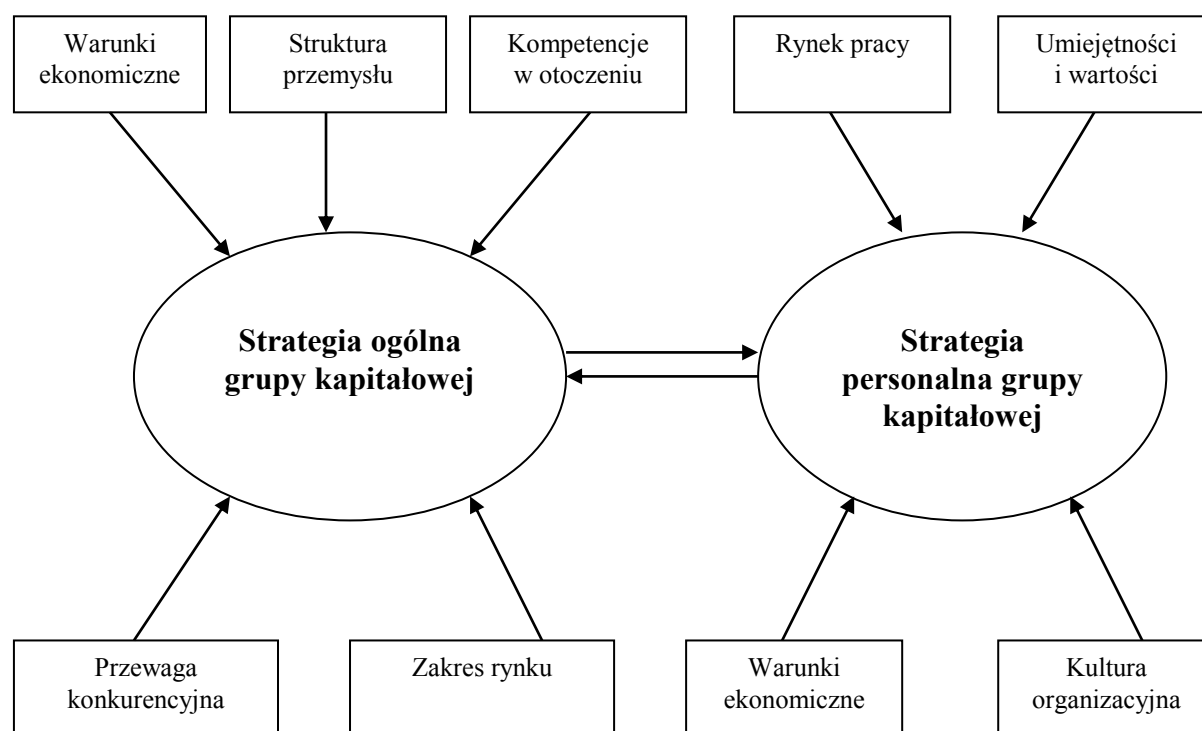 Warunki
ekonomiczne
Struktura
przemysłu
Kompetencje
w otoczeniu
Rynek pracy
Umiejętności
i wartości
Strategia ogólna
grupy kapitałowej
Strategia
personalna grupy
kapitałowej
Przewaga
konkurencyjna
Zakres rynku
Warunki
ekonomiczne
Kultura
organizacyjna